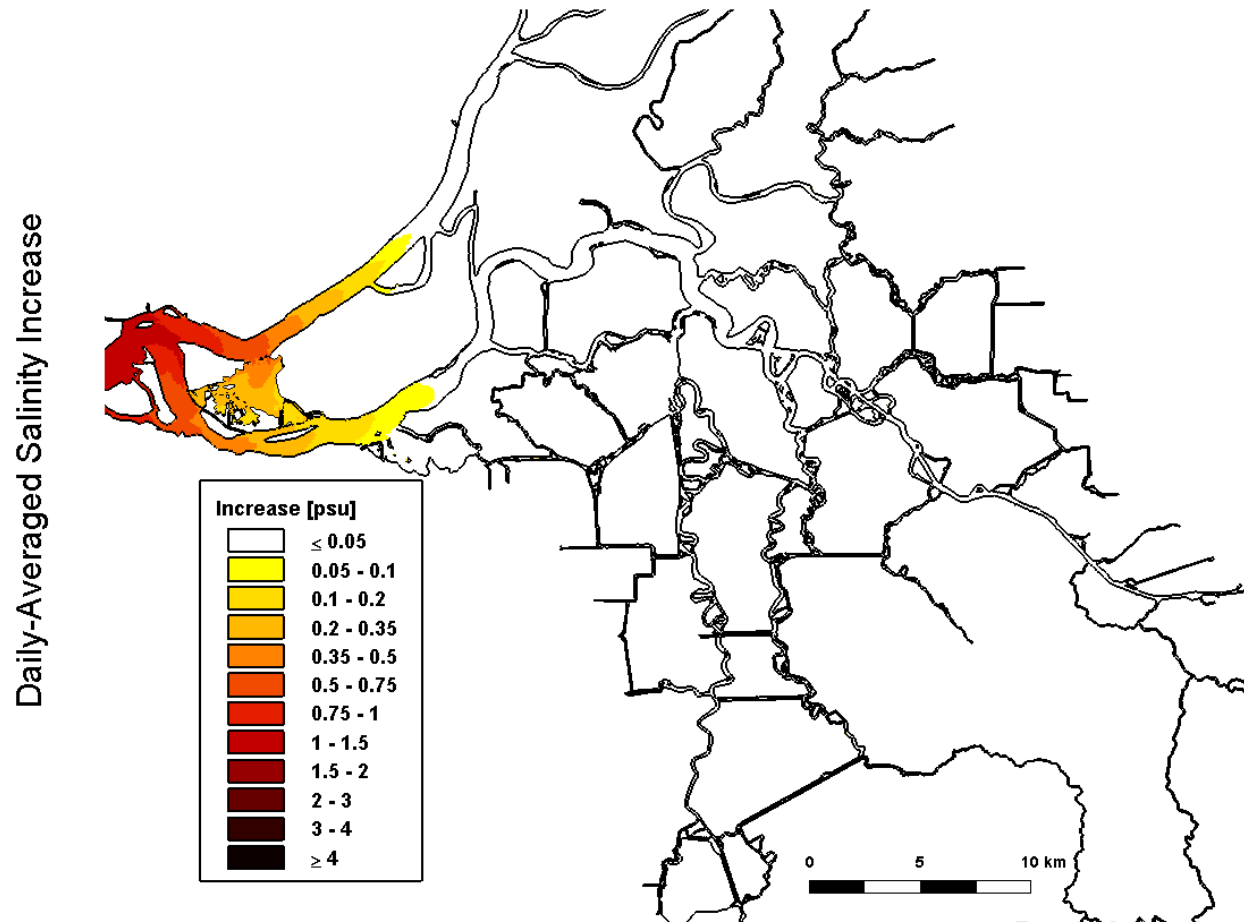 Daily-Averaged Salinity Increase
Increase [psu]
≤ 0.05
0.05 - 0.1
0.1 - 0.2
0.2 - 0.35
0.35 - 0.5
0.5 - 0.75
0.75 - 1
1 - 1.5
1.5 - 2
2 - 3
3 - 4
≥ 4
0 5 10 km